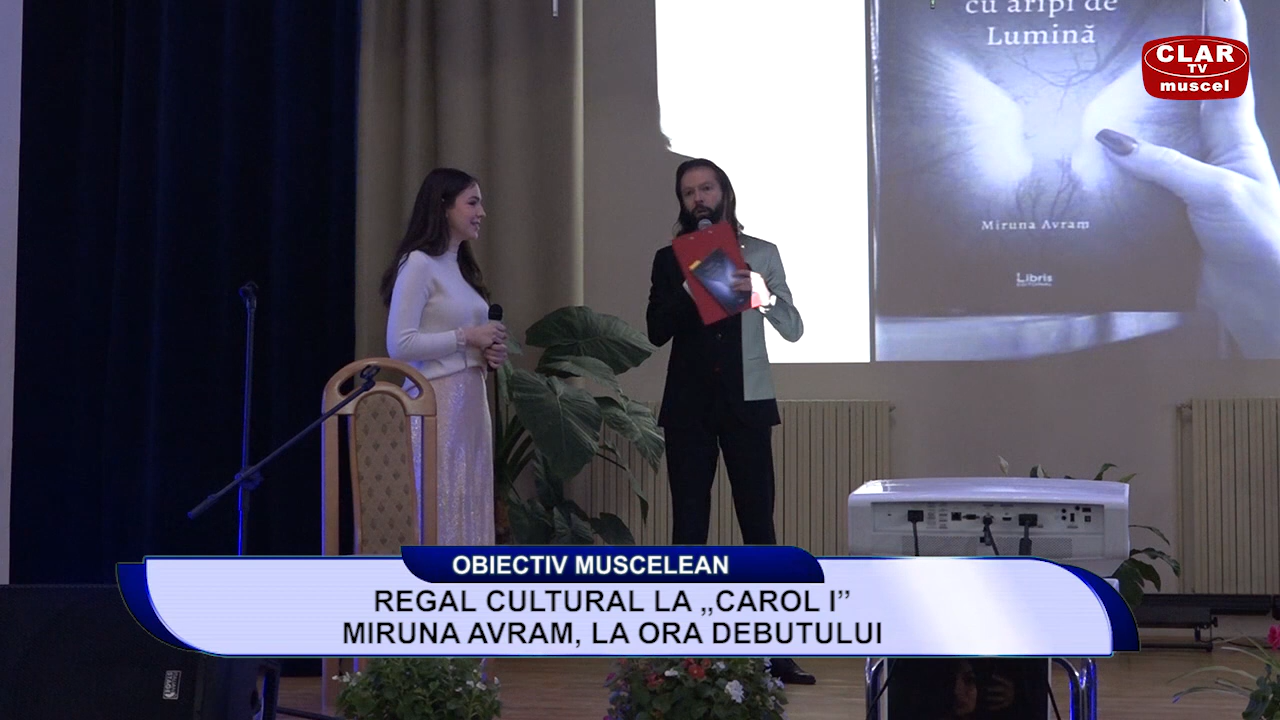 cu aripi de
Lumină
CLAR
TV
muscel
Miruna Avram
Libris
OBIECTIV MUSCELEAN
REGAL CULTURAL LA „CAROL I”
MIRUNA AVRAM, LA ORA DEBUTULUI